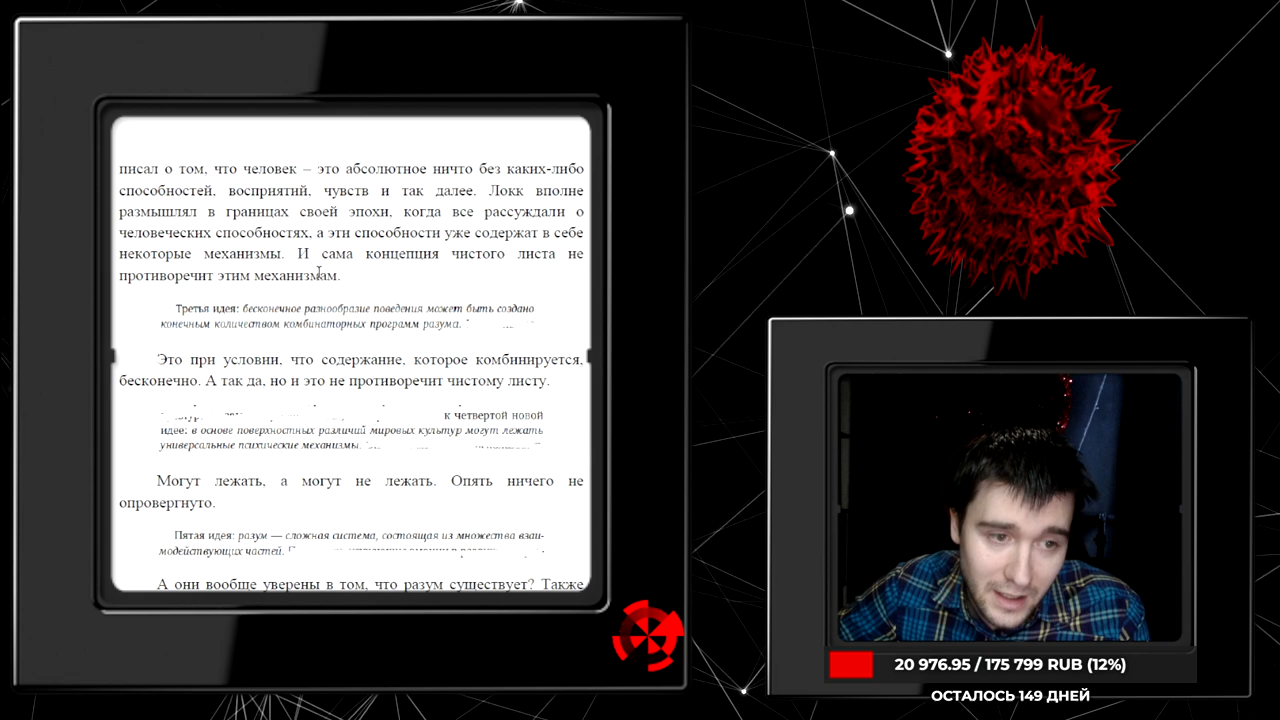 писал о том, что человек – это абсолютное ничто без каких-либо
способностей, восприятий, чувств и так далее. Локк вполне
размышлял в границах своей эпохи, когда все рассуждали о
человеческих способностях, а эти способности уже содержат в себе
некоторые механизмы. И сама концепция чистого листа не
противоречит этим механизмам.
Третья идея: бесконечное разнообразие поведения может быть создано
конечным количеством комбинаторных программ разума.
Это при условии, что содержание, которое комбинируется,
бесконечно. А так да, но и это не противоречит чистому листу.
к четвертой новой
идее: в основе поверхностных различий мировых культур могут лежать
универсальные психические механизмы.
Могут лежать, а могут не лежать. Опять ничего не
опровергнуто.
Пятая идея: разум — сложная система, состоящая из множества взаи-
модействующих частей.
А они вообще уверены в том, что разум существует? Также
20 976.95 / 175 799 RUB (12%)
ОСТАЛОСЬ 149 ДНЕЙ